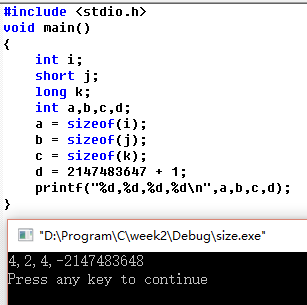 #include <stdio.h>
void main()
{
    int i;
    short j;
    long k;
    int a,b,c,d;
    a = sizeof(i);
    b = sizeof(j);
    c = sizeof(k);
    d = 2147483647 + 1;
    printf("%d,%d,%d,%d\n",a,b,c,d);
}
"D:\Program\C\week2\Debug\size.exe"
4,2,4,-2147483648
Press any key to continue